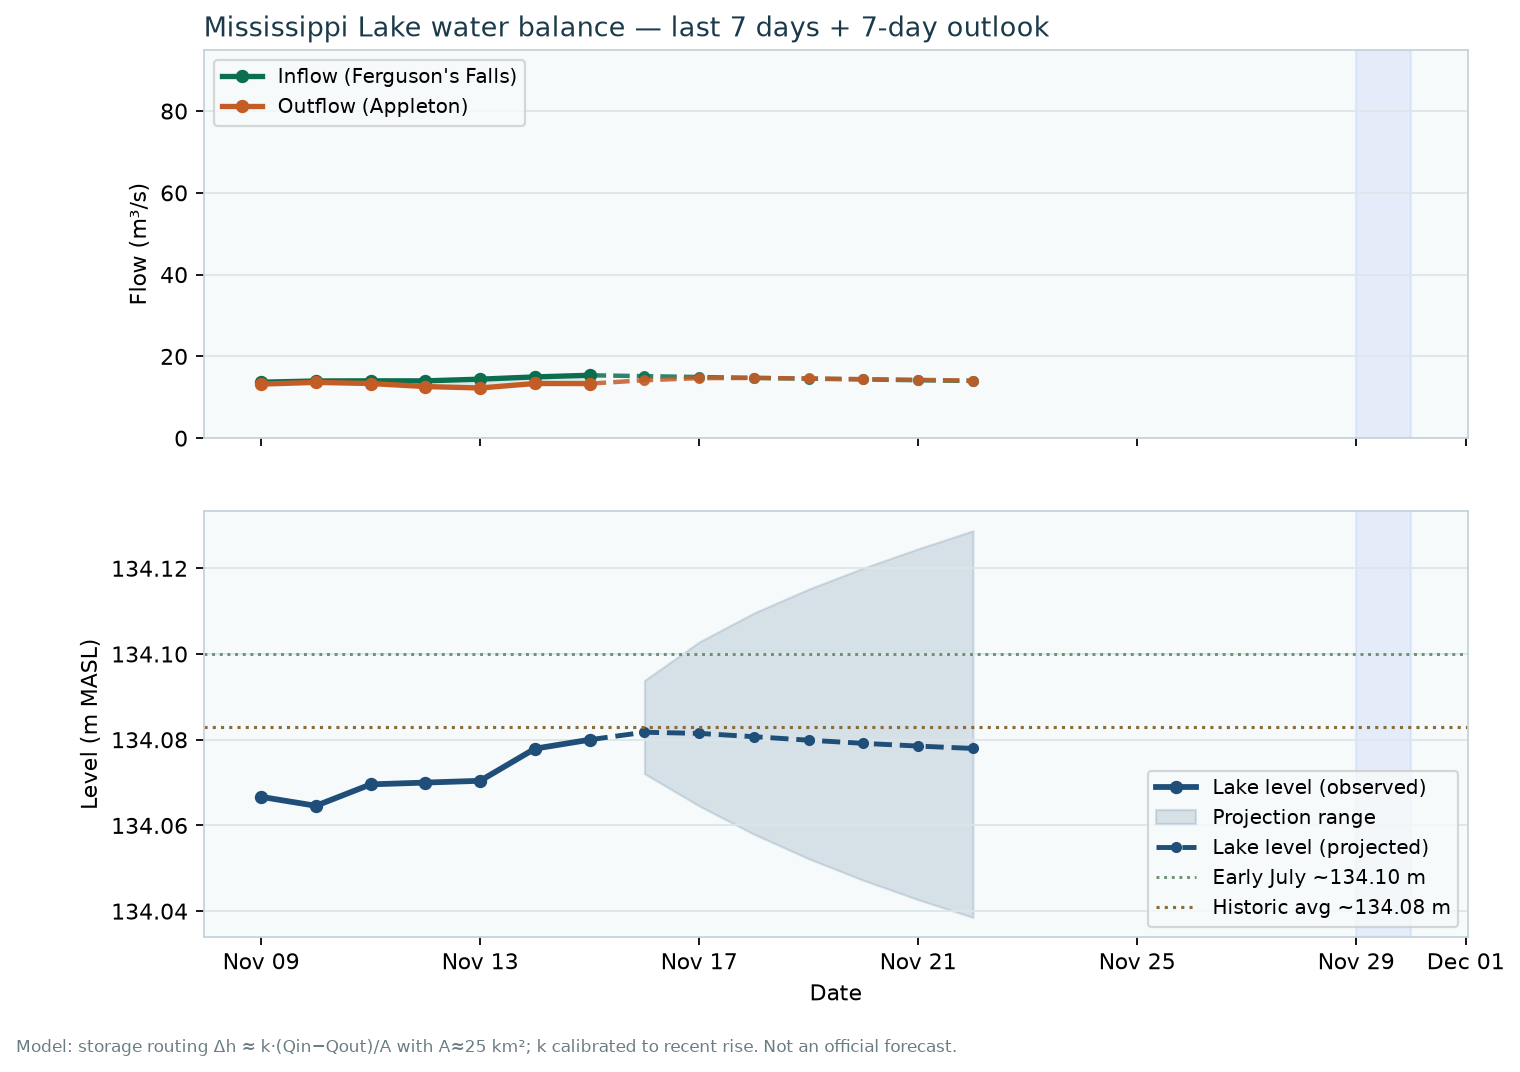 Mississippi Lake water balance — last 7 days + 7-day outlook
Inflow (Ferguson's Falls)
Outflow (Appleton)
Flow (m³/s)
80
60
40
20
0
Level (m MASL)
134.12
134.10
134.08
134.06
134.04
Lake level (observed)
Projection range
Lake level (projected)
Early July ~134.10 m
Historic avg ~134.08 m
Nov 09
Nov 13
Nov 17
Nov 21
Nov 25
Nov 29
Dec 01
Date
Model: storage routing Δh ≈ k·(Qin−Qout)/A with A≈25 km²; k calibrated to recent rise. Not an official forecast.